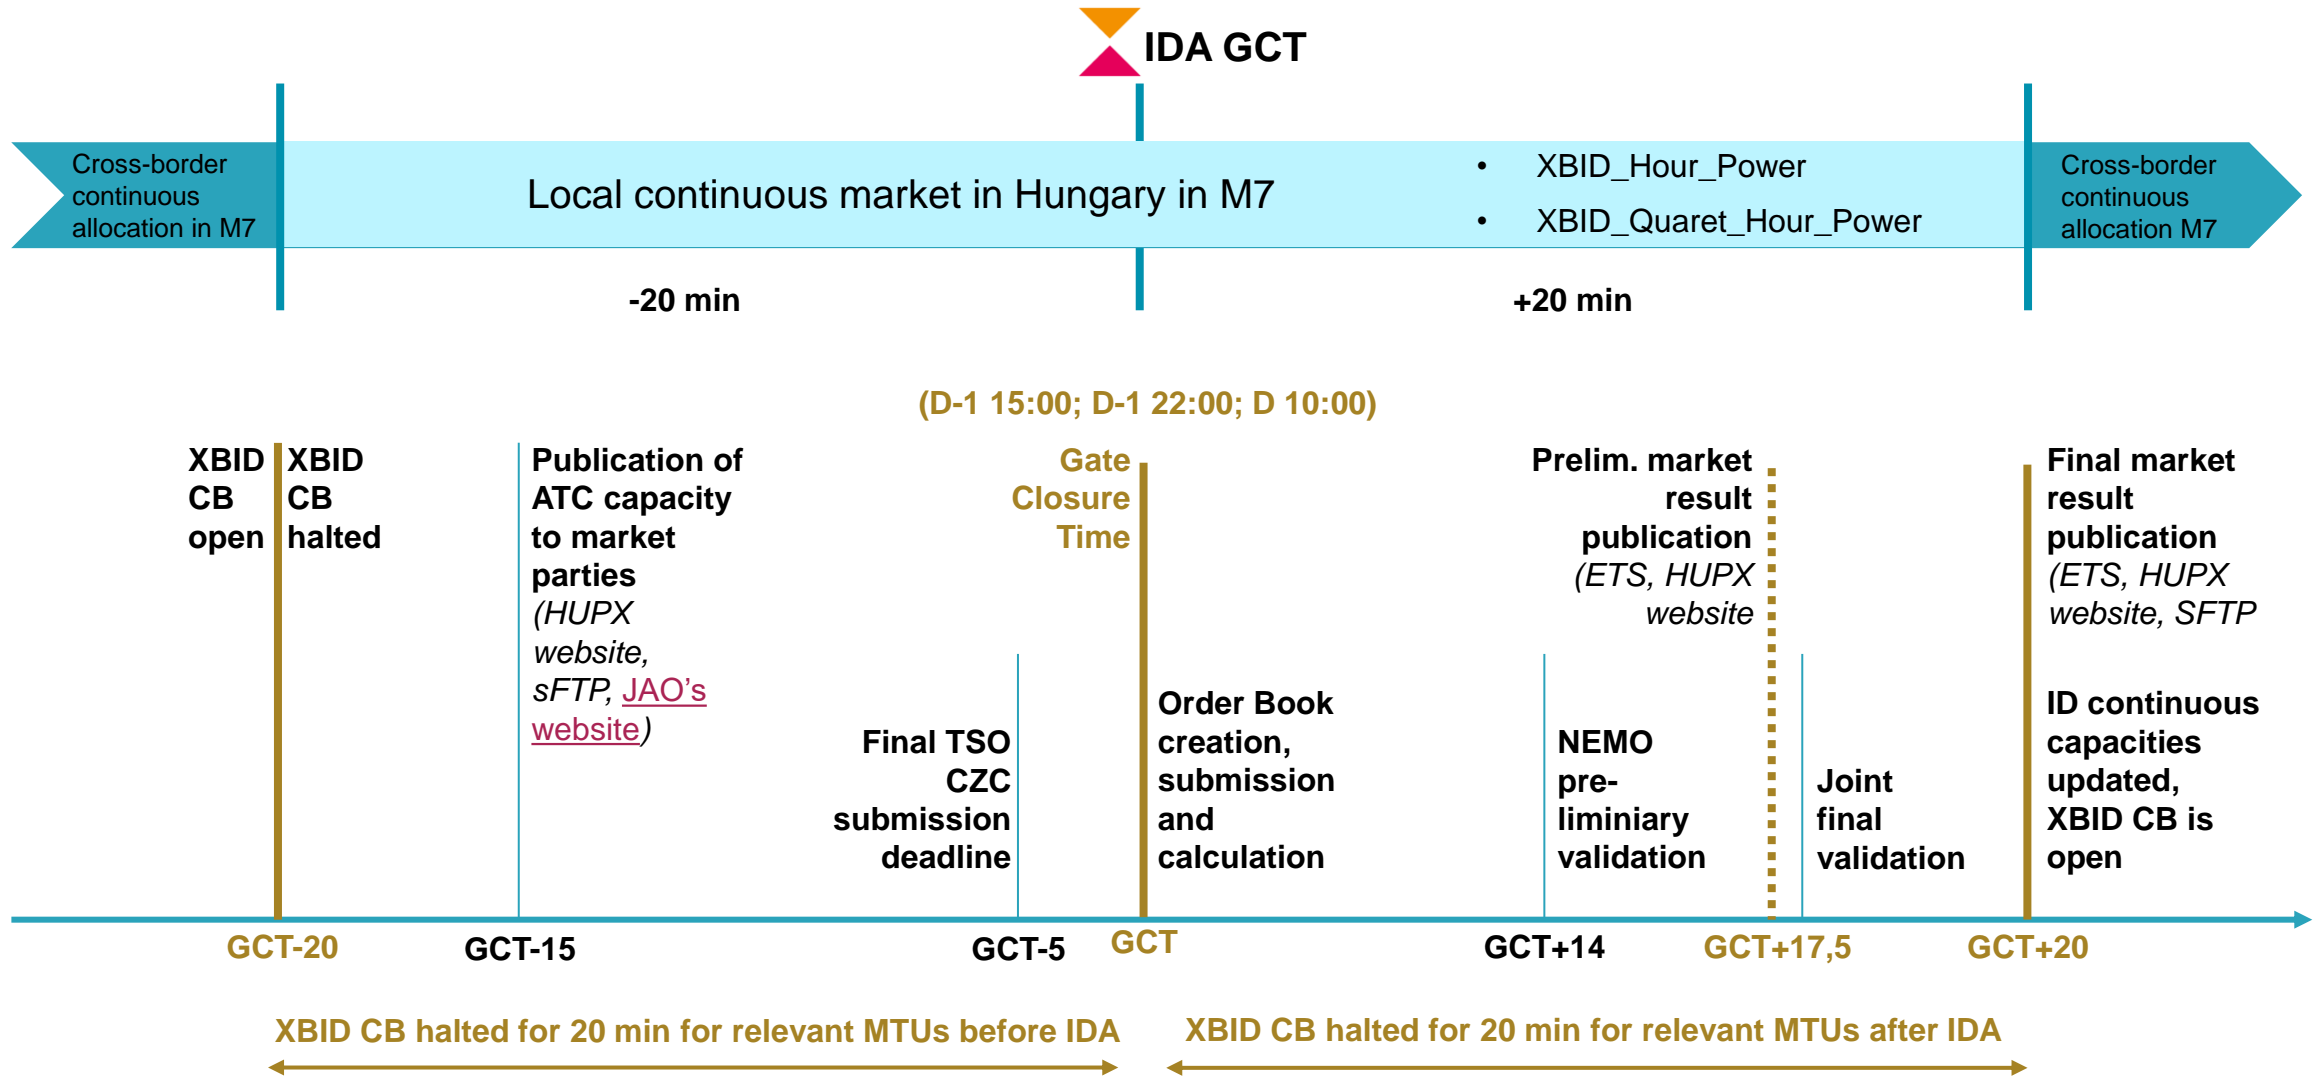 IDA GCT
Cross-border
continuous
allocation in M7
Local continuous market in Hungary in M7
• XBID_Hour_Power
• XBID_Quaret_Hour_Power
Cross-border
continuous
allocation M7
-20 min
+20 min
(D-1 15:00; D-1 22:00; D 10:00)
XBID
CB
open
XBID
CB
halted
Publication of
ATC capacity
to market
parties
(HUPX
website,
sFTP, JAO’s
website)
Final TSO
CZC
submission
deadline
Gate
Closure
Time
Order Book
creation,
submission
and
calculation
Prelim. market
result
publication
(ETS, HUPX
website
NEMO
pre-
liminiary
validation
Joint
final
validation
Final market
result
publication
(ETS, HUPX
website, SFTP
ID continuous
capacities
updated,
XBID CB is
open
GCT-20
GCT-15
GCT-5
GCT
GCT+14
GCT+17,5
GCT+20
XBID CB halted for 20 min for relevant MTUs before IDA
XBID CB halted for 20 min for relevant MTUs after IDA